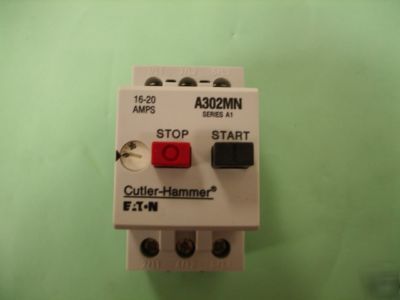 16-20
AMPS
A302MN
SERIES A1
STOP
START
Cutler-Hammer®
EATON